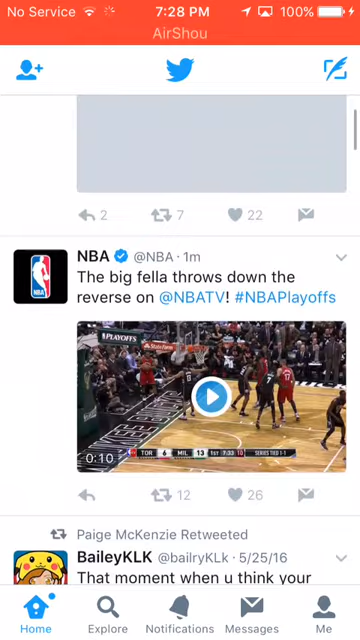 No Service 7:28 PM 100%
AirShou
2 7 22
NBA @NBA · 1m
The big fella throws down the
reverse on @NBATV! #NBAPlayoffs
PLAYOFFS
StateFarm
TOR 6 MIL 13 1ST 7:33 SERIES TIED 1-1
0:10
12 26
Paige McKenzie Retweeted
BaileyKLK @bailryKLk · 5/25/16
That moment when u think your
Home Explore Notifications Messages Me